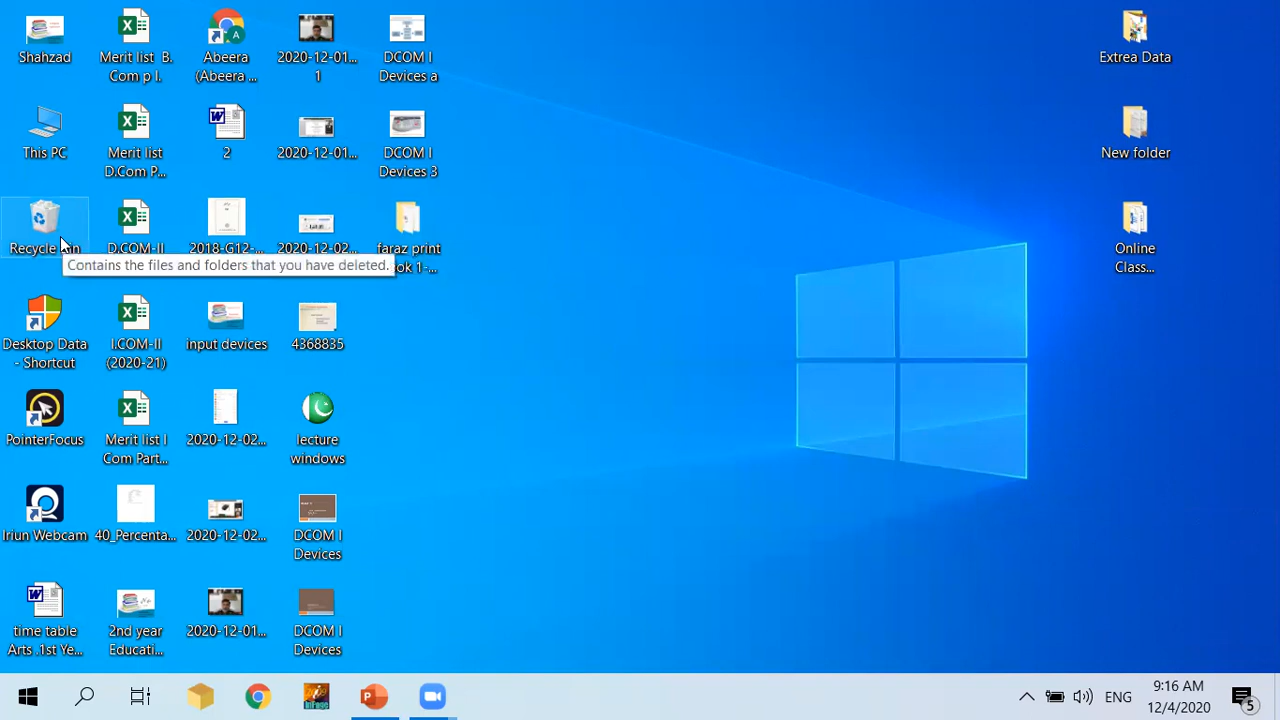 Shahzad
Merit list B.
Com p I.
Abeera
(Abeera ...
2020-12-01...
1
DCOM I
Devices a
Extrea Data
This PC
Merit list
D.Com P...
2
2020-12-01...
DCOM I
Devices 3
New folder
Recycle
D.COM-II
2018-G12-...
2020-12-02...
faraz print
1-...
Online
Class...
Contains the files and folders that you have deleted.
Desktop Data
- Shortcut
I.COM-II
(2020-21)
input devices
4368835
PointerFocus
Merit list I
Com Part...
2020-12-02...
lecture
windows
Iriun Webcam
40_Percenta...
2020-12-02...
DCOM I
Devices
time table
Arts .1st Ye...
2nd year
Educati...
2020-12-01...
DCOM I
Devices
InPage
ENG
9:16 AM
12/4/2020
5